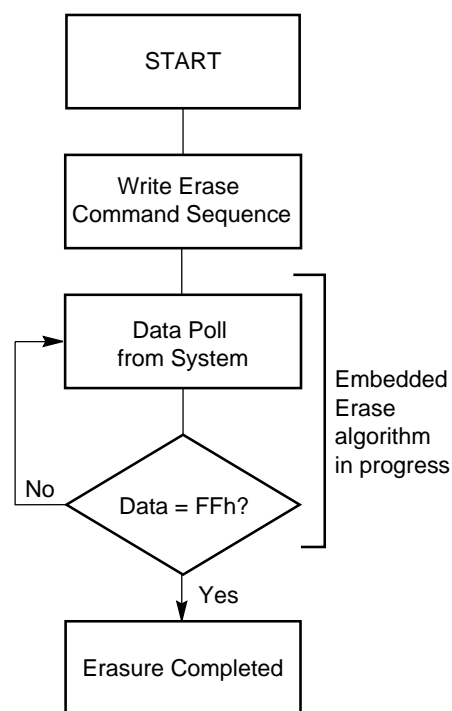 START
Write Erase
Command Sequence
Data Poll
from System
Embedded
Erase
algorithm
in progress
No
Data = FFh?
Yes
Erasure Completed